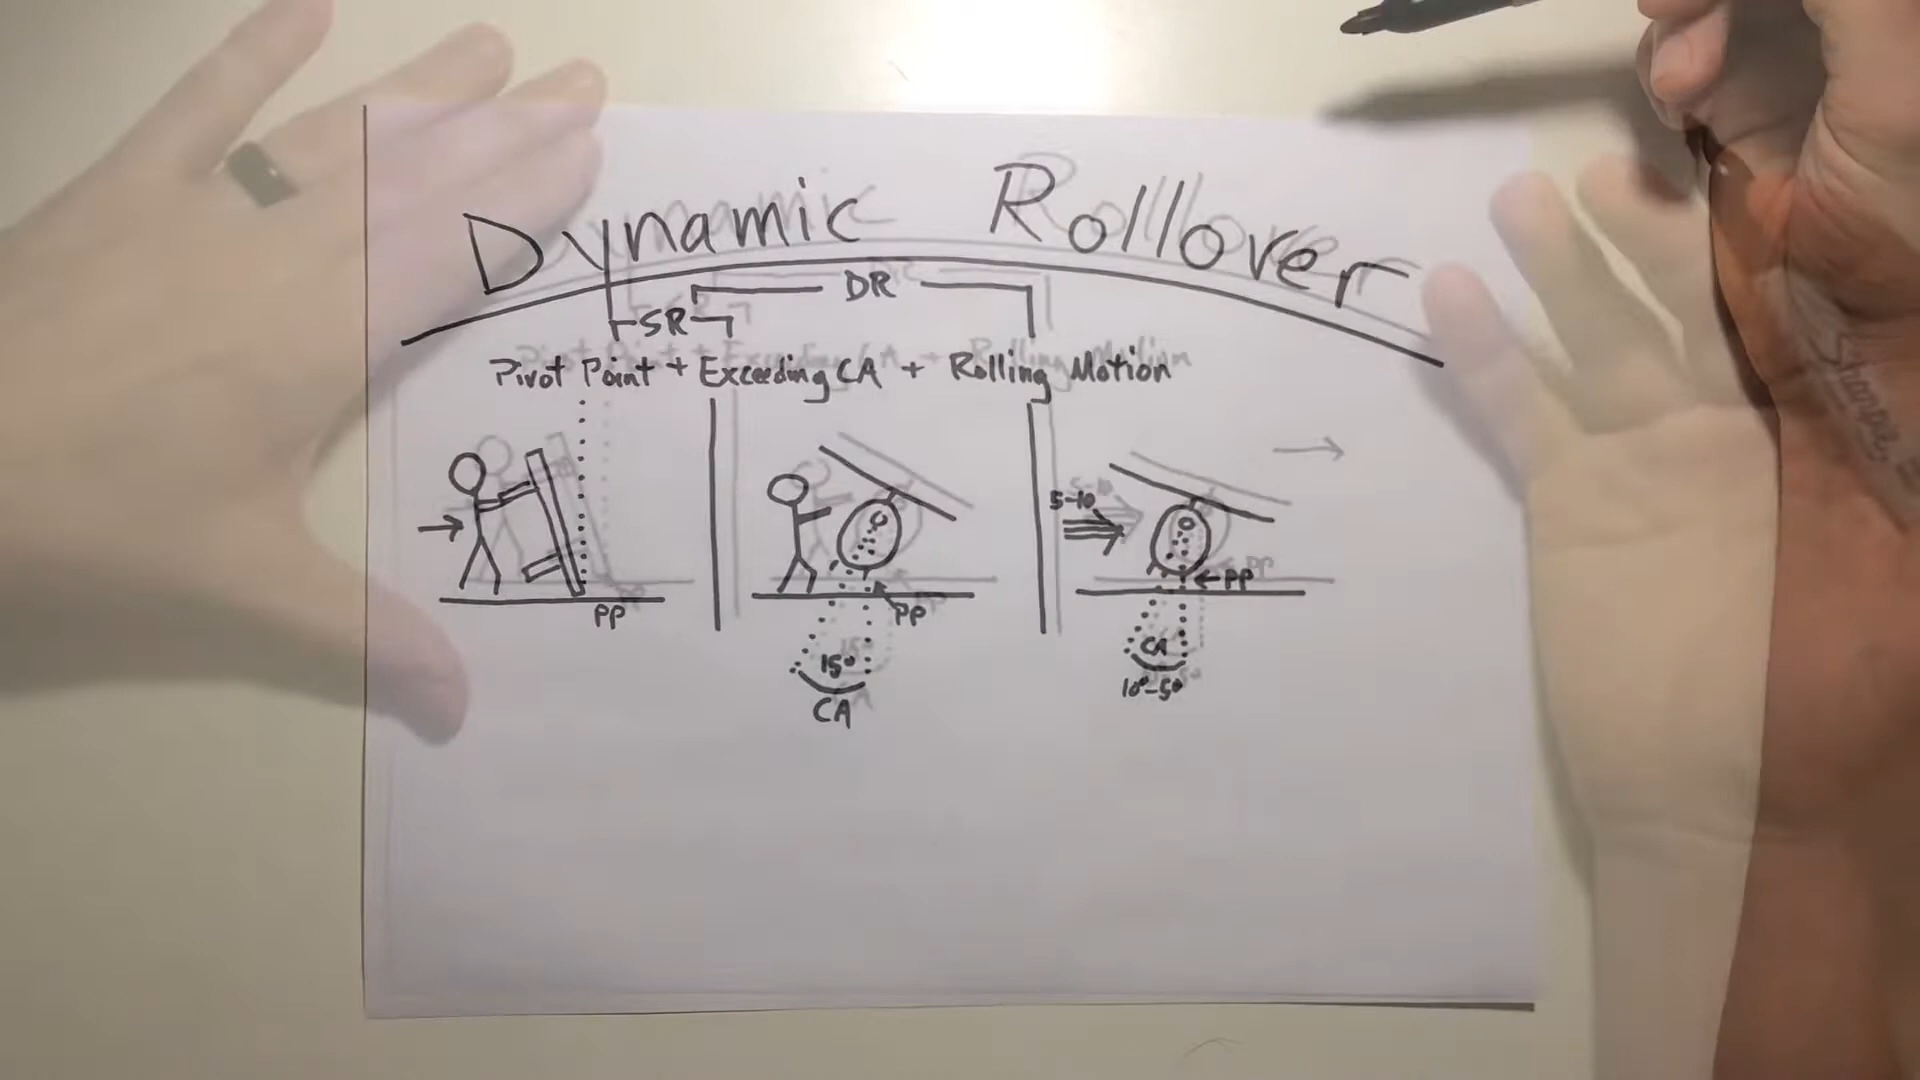 Dynamic Rollover
DR
SR
Pivot Point + Exceeding CA + Rolling Motion
5-10
PP
PP
PP
15°
CA
CA
10°-5°